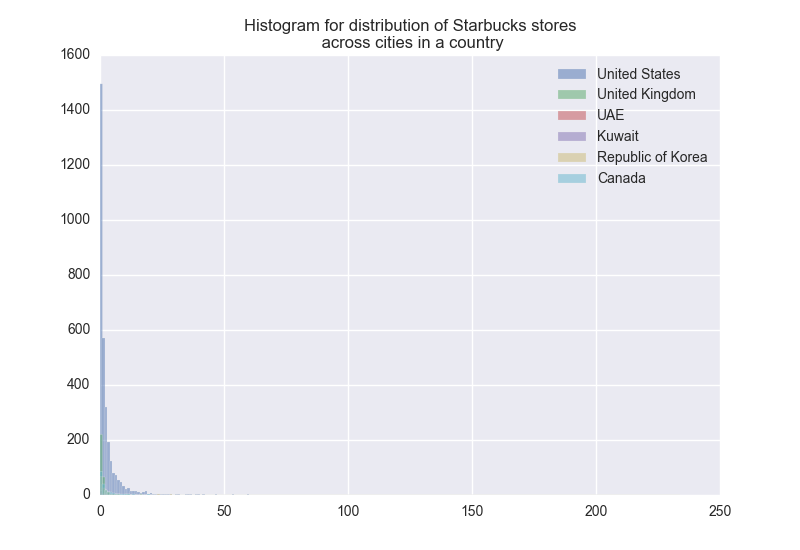 Histogram for distribution of Starbucks stores
across cities in a country
1600
1400
1200
1000
800
600
400
200
0
0 50 100 150 200 250
United States
United Kingdom
UAE
Kuwait
Republic of Korea
Canada